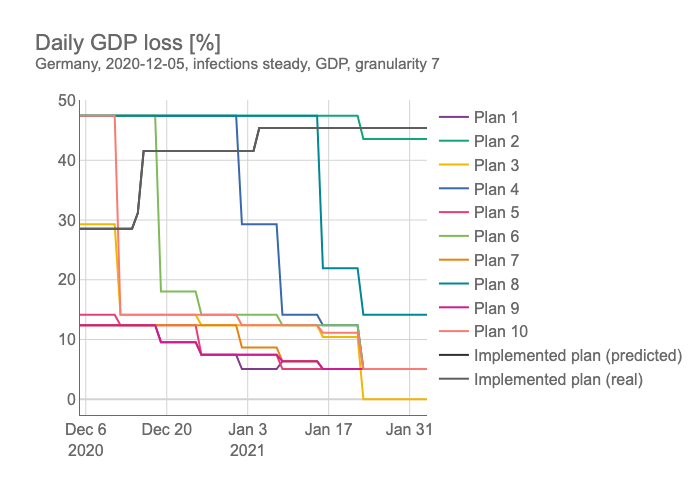 Daily GDP loss [%]
Germany, 2020-12-05, infections steady, GDP, granularity 7
50
40
30
20
10
0
Dec 6
2020
Dec 20
Jan 3
2021
Jan 17
Jan 31
Plan 1
Plan 2
Plan 3
Plan 4
Plan 5
Plan 6
Plan 7
Plan 8
Plan 9
Plan 10
Implemented plan (predicted)
Implemented plan (real)